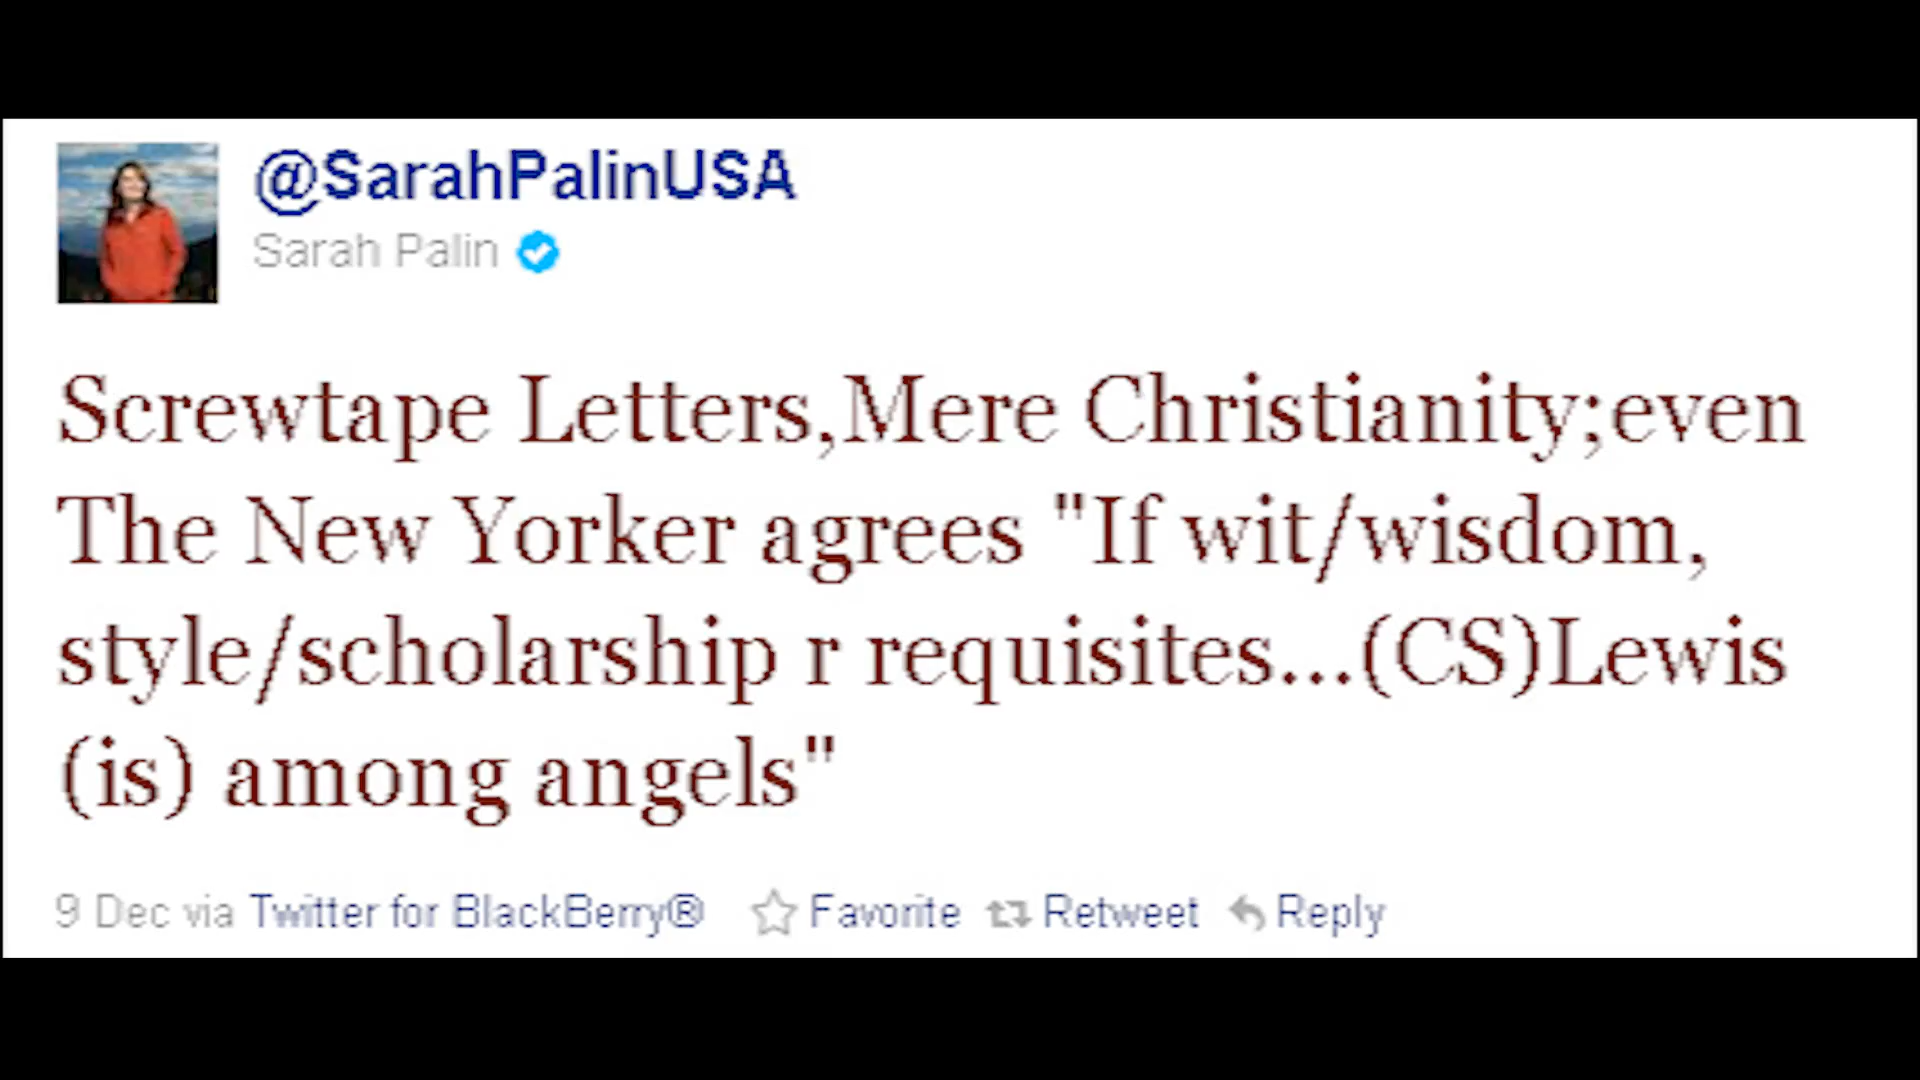 @SarahPalinUSA
Sarah Palin
Screwtape Letters,Mere Christianity;even
The New Yorker agrees "If wit/wisdom,
style/scholarship r requisites...(CS)Lewis
(is) among angels"
9 Dec via Twitter for BlackBerry® Favorite Retweet Reply